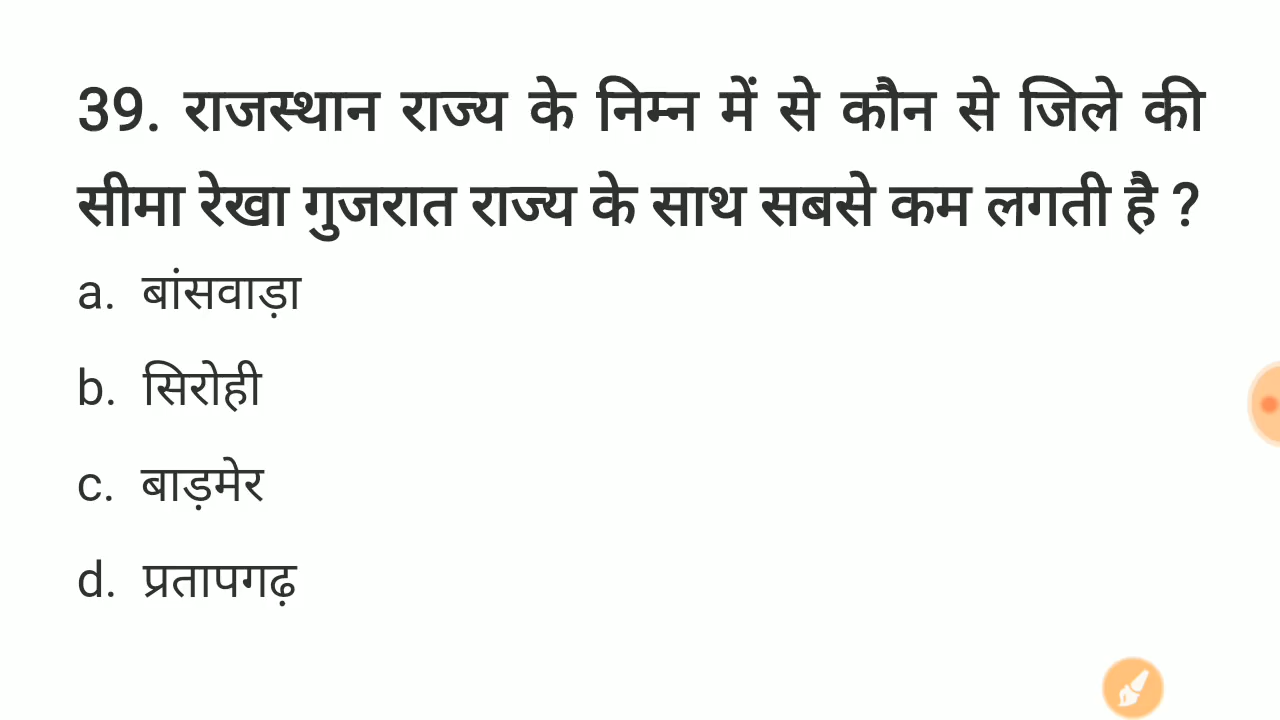 39. राजस्थान राज्य के निम्न में से कौन से जिले की
सीमा रेखा गुजरात राज्य के साथ सबसे कम लगती है ?
a. बांसवाड़ा
b. सिरोही
c. बाड़मेर
d. प्रतापगढ़